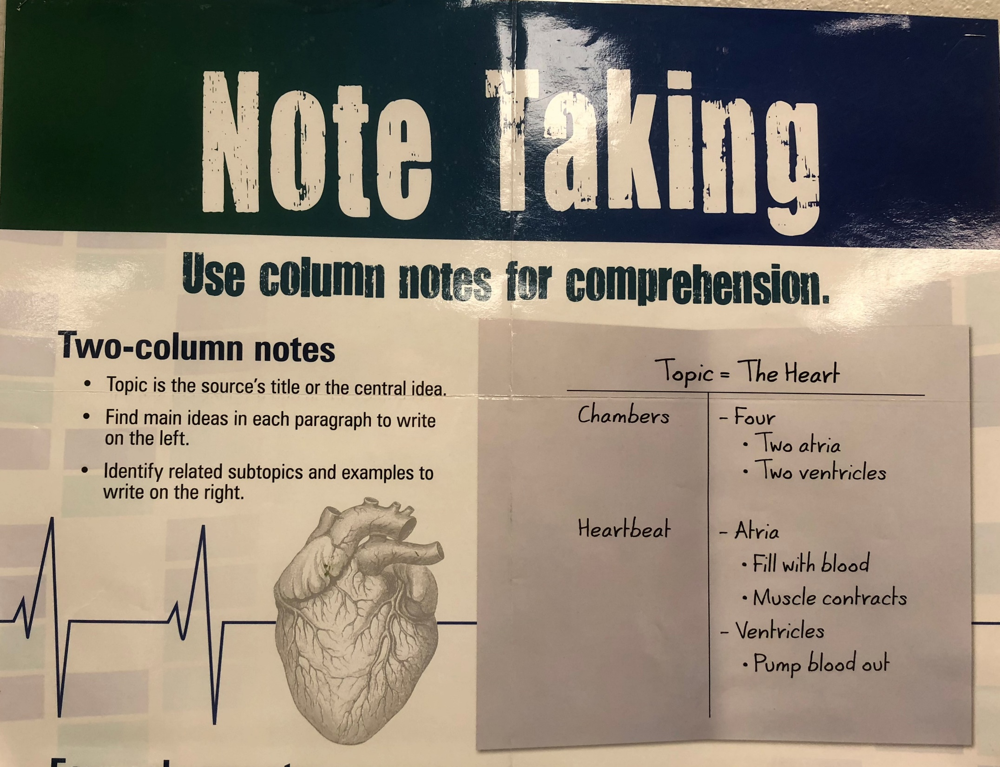 Note Taking
Use column notes for comprehension.
Two-column notes
• Topic is the source's title or the central idea.
• Find main ideas in each paragraph to write
on the left.
• Identify related subtopics and examples to
write on the right.
Topic = The Heart
Chambers
- Four
• Two atria
• Two ventricles
Heartbeat
- Atria
• Fill with blood
• Muscle contracts
- Ventricles
• Pump blood out